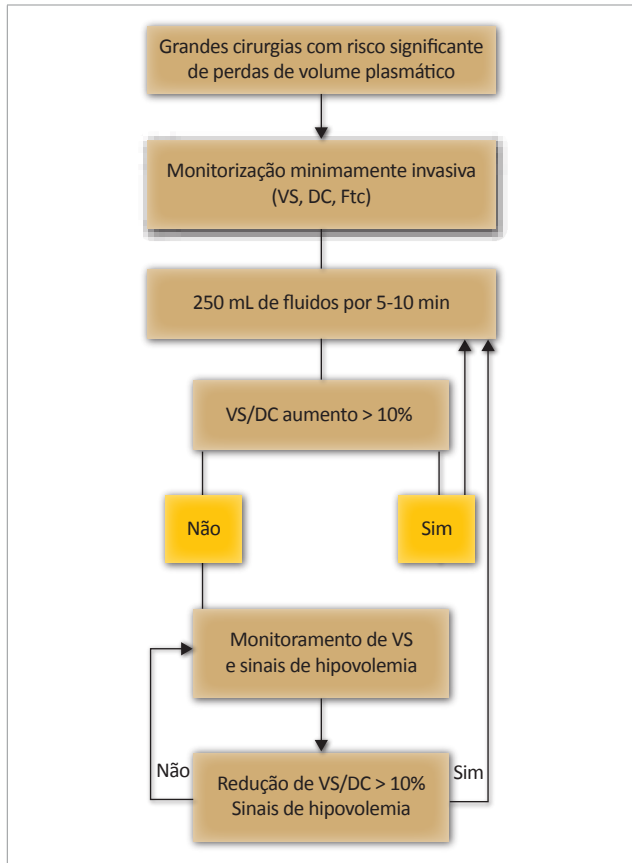 Grandes cirurgias com risco significante
de perdas de volume plasmático
Monitorização minimamente invasiva
(VS, DC, Ftc)
250 mL de fluidos por 5-10 min
VS/DC aumento > 10%
Não
Sim
Monitoramento de VS
e sinais de hipovolemia
Não
Sim
Redução de VS/DC > 10%
Sinais de hipovolemia